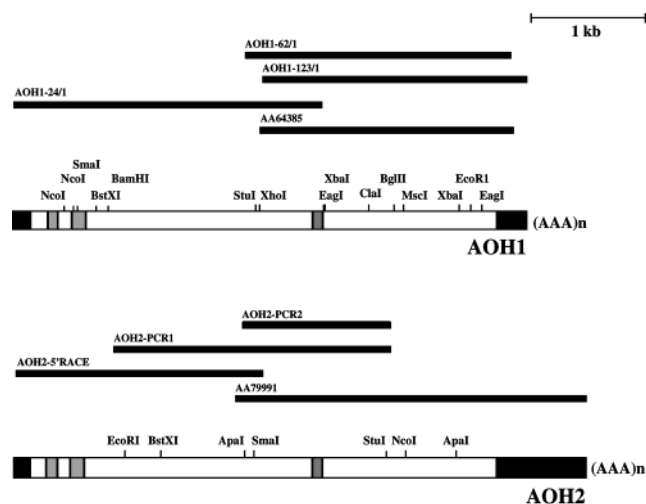 1 kb
AOH1-62/1
AOH1-123/1
AOH1-24/1
AA64385
SmaI
NcoI BamHI XbaI BglII EcoR1
NcoI BstXI StuI XhoI EagI ClaI MscI XbaI EagI
(AAA)n
AOH1
AOH2-PCR2
AOH2-PCR1
AOH2-5'RACE
AA79991
EcoRI BstXI ApaI SmaI StuI NcoI ApaI
(AAA)n
AOH2